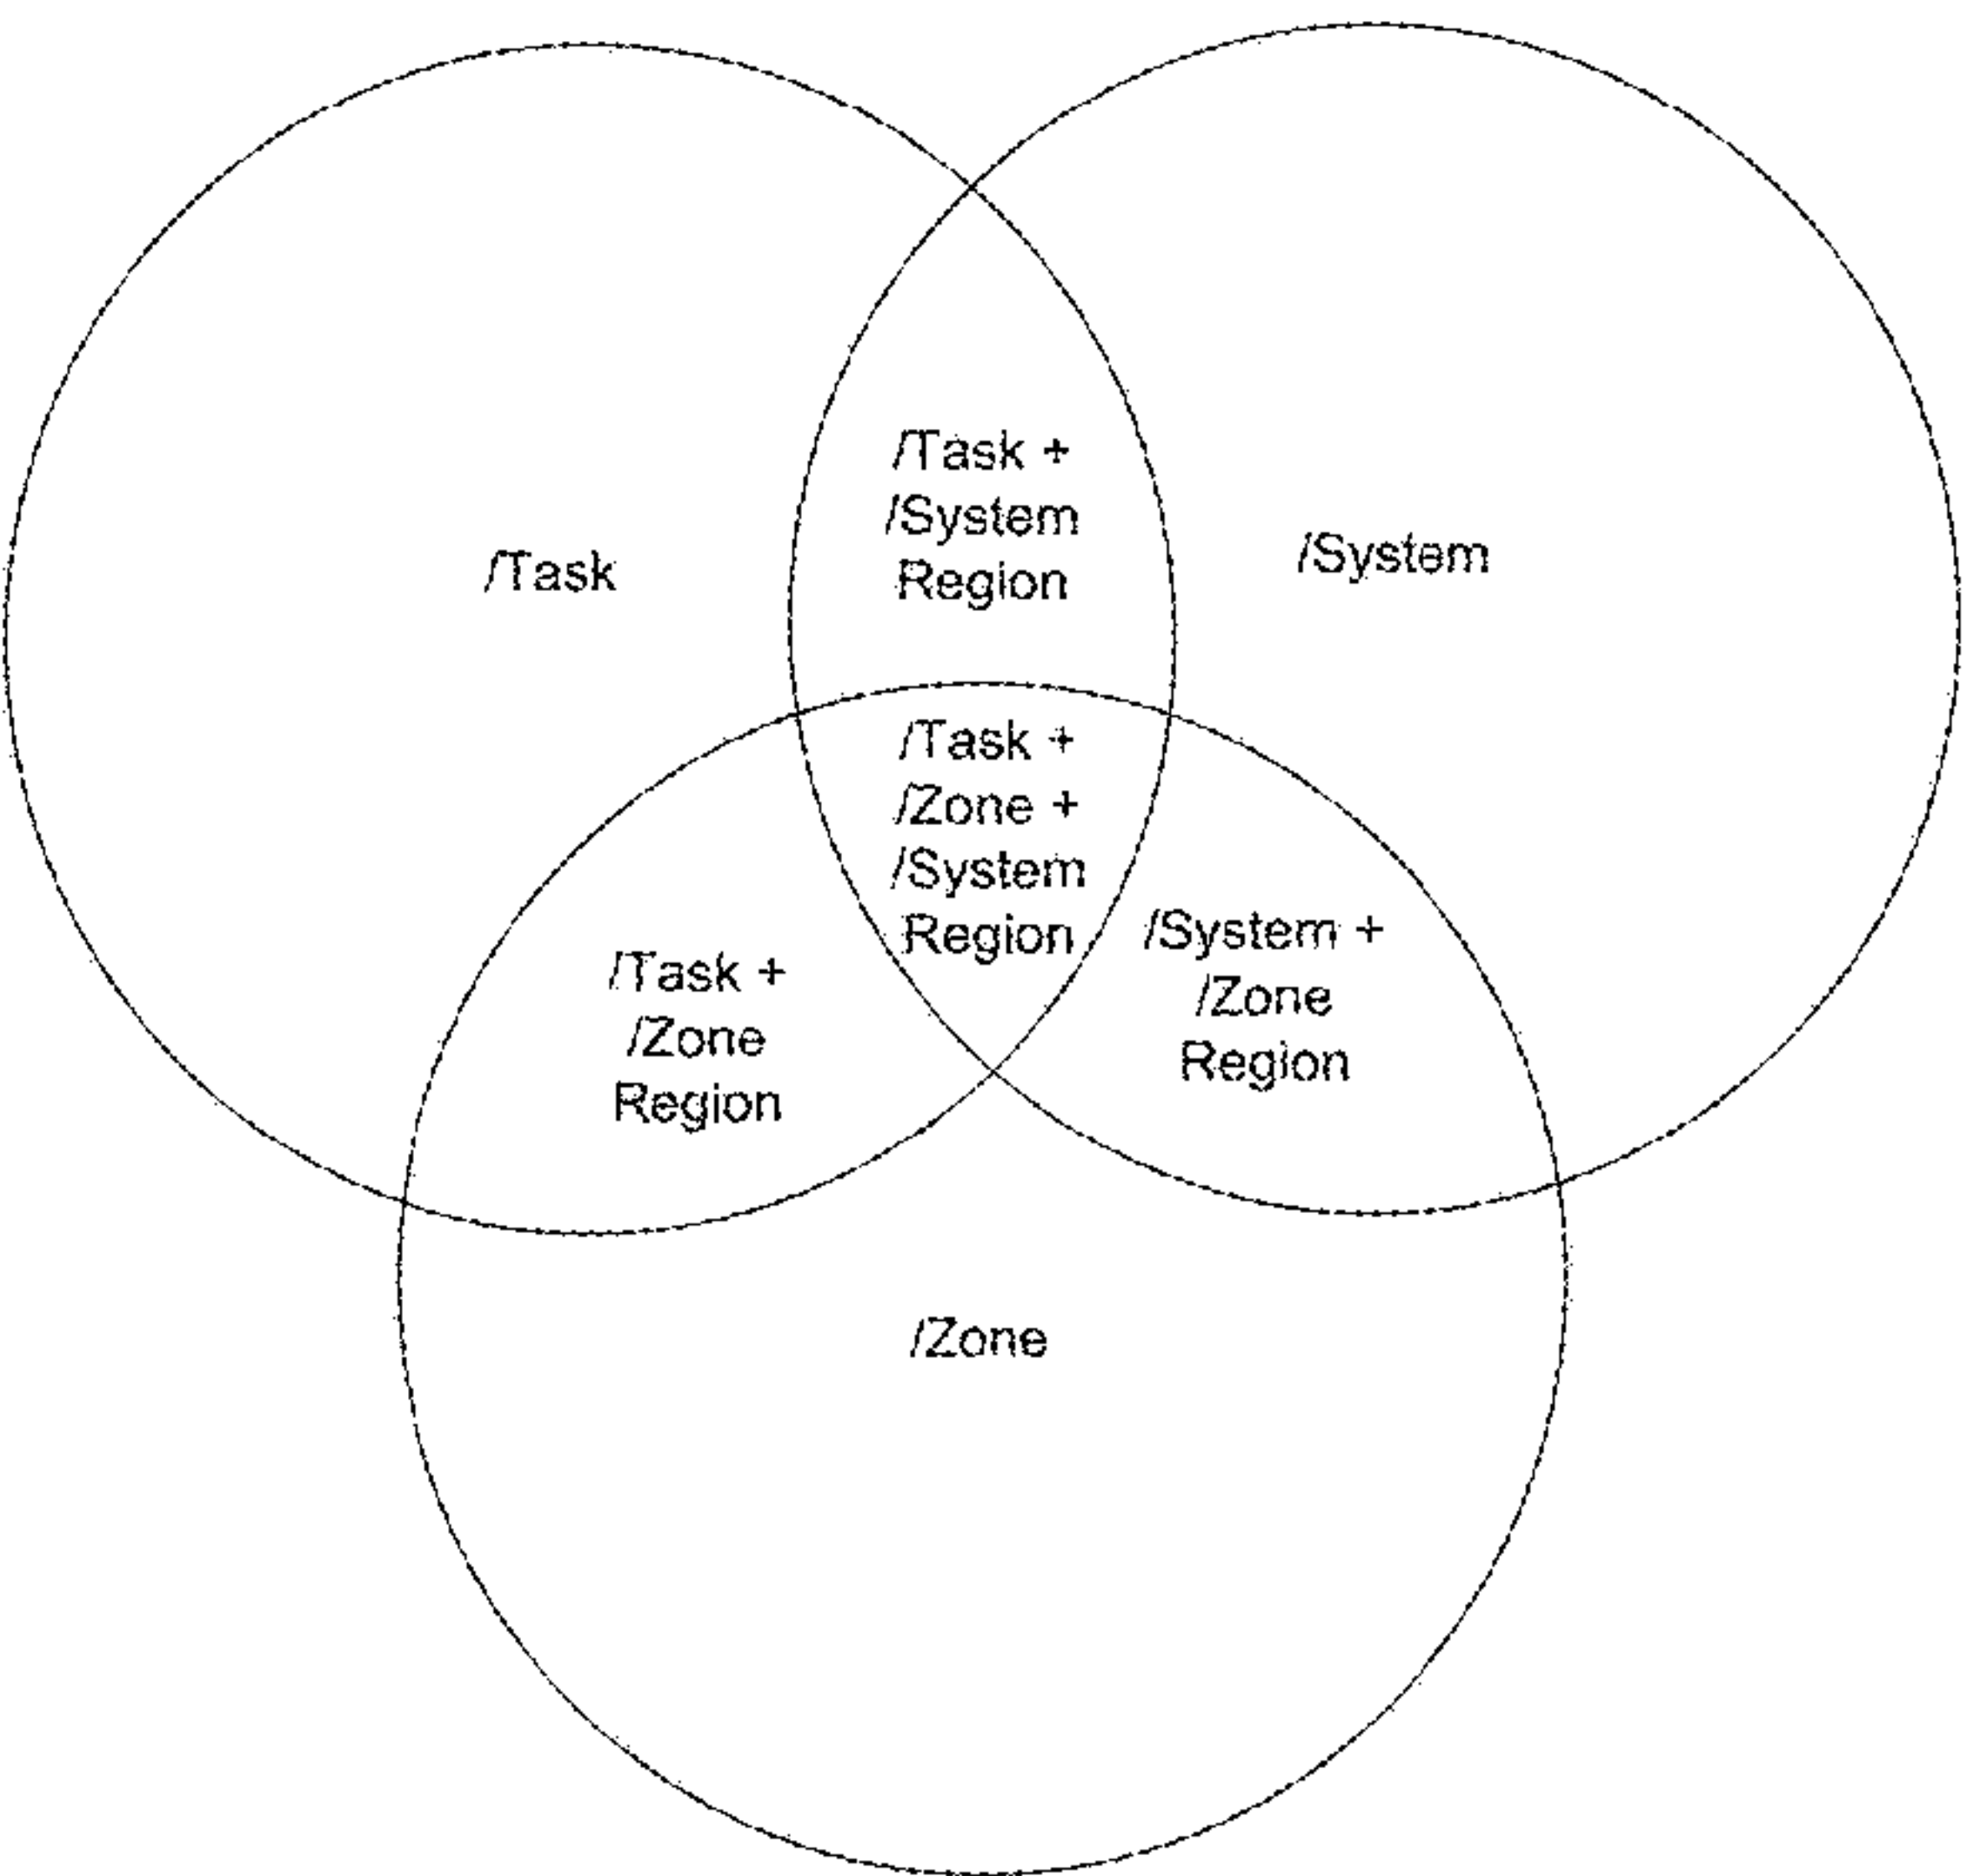 /Task +
/System
Region
/Task
/System
/Task +
/Zone +
/System
Region
/System +
/Zone
Region
/Task +
/Zone
Region
/Zone